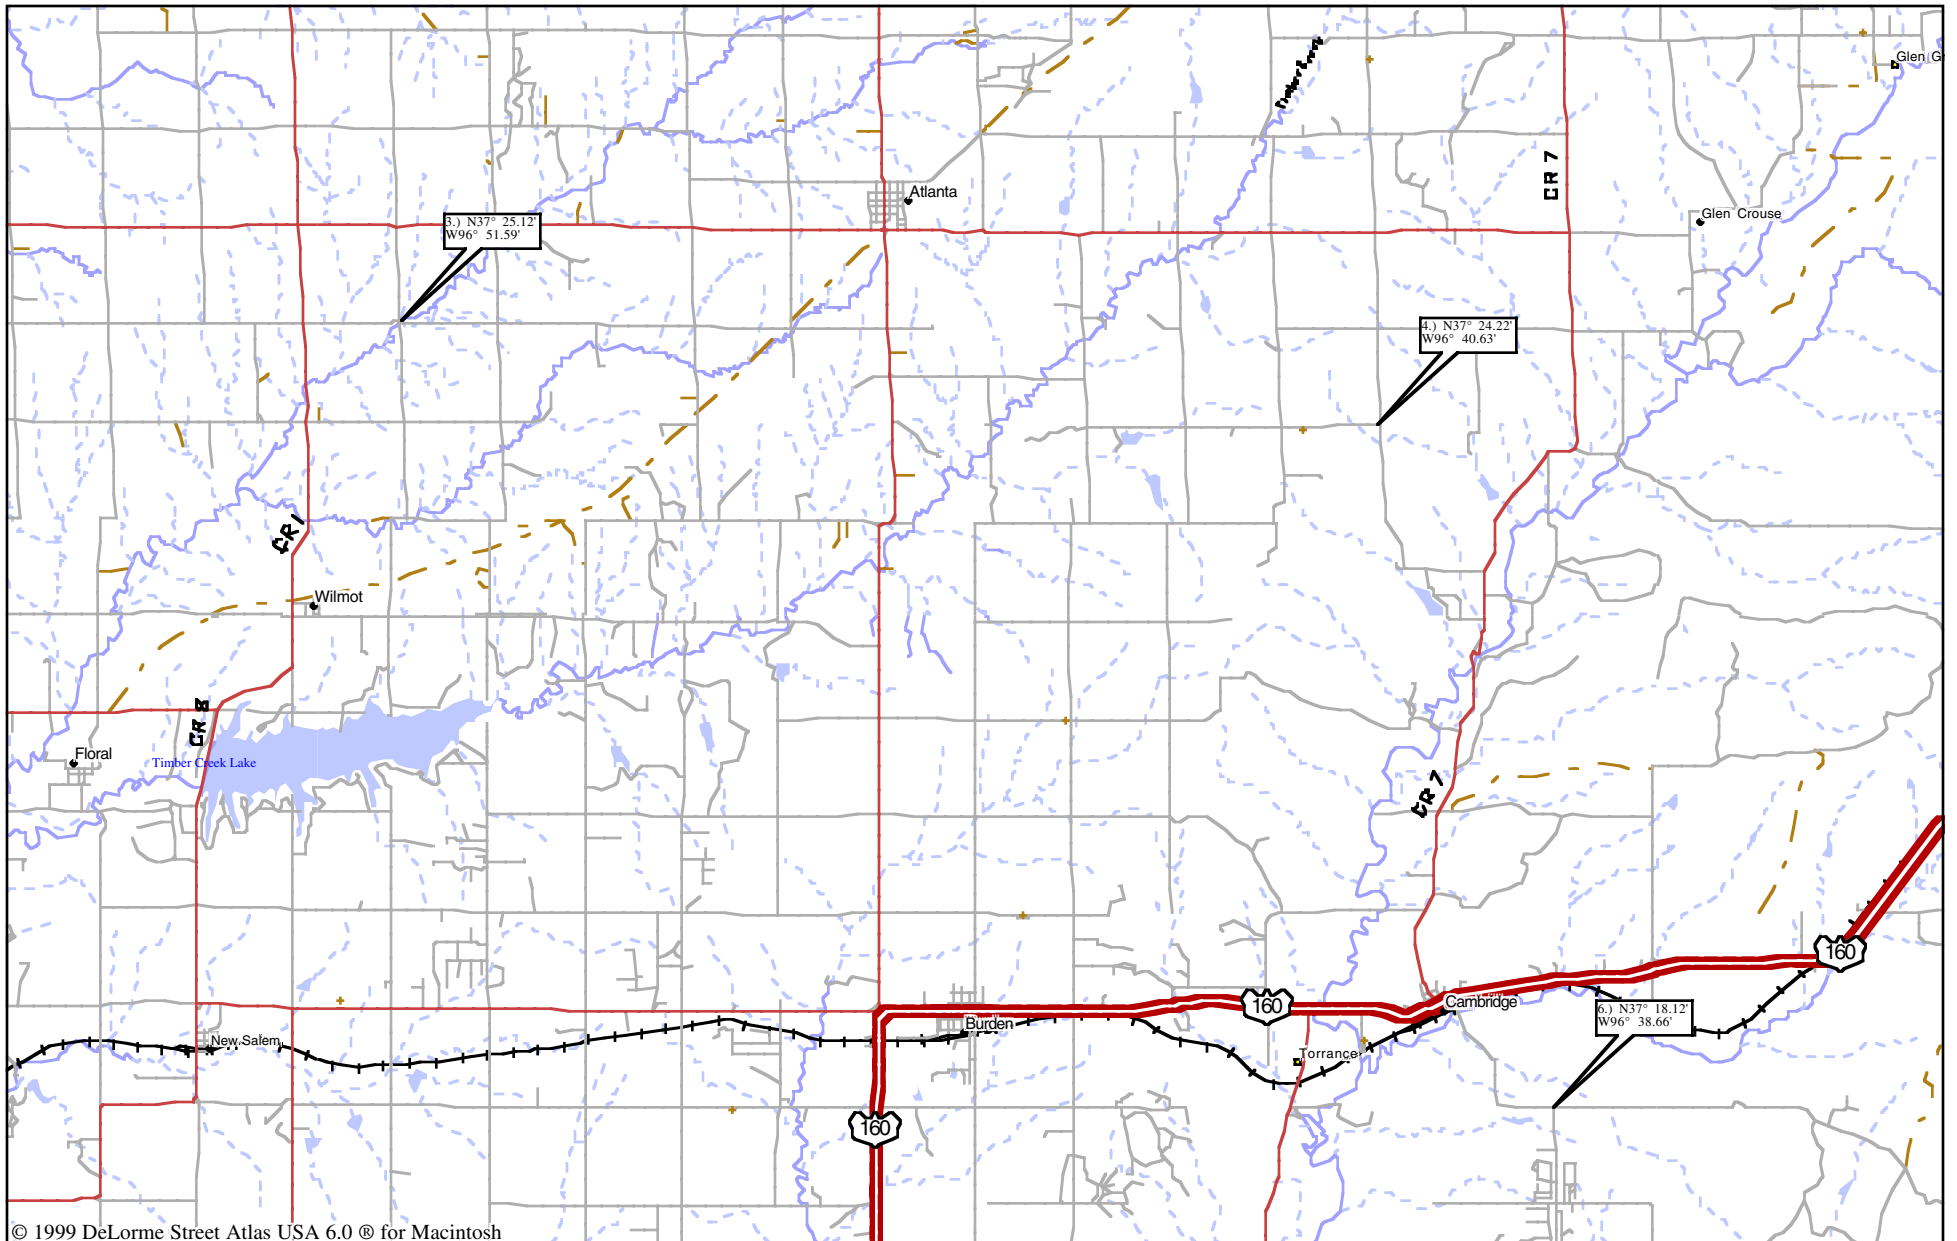 Glen G
CR 7
Atlanta
Glen Crouse
3.) N37° 25.12'
W96° 51.59'
4.) N37° 24.22'
W96° 40.63'
CR 1
Wilmot
CR 8
Floral
Timber Creek Lake
CR 7
160
160
Cambridge
6.) N37° 18.12'
W96° 38.66'
Burden
New Salem
Torrance
160
© 1999 DeLorme Street Atlas USA 6.0 ® for Macintosh